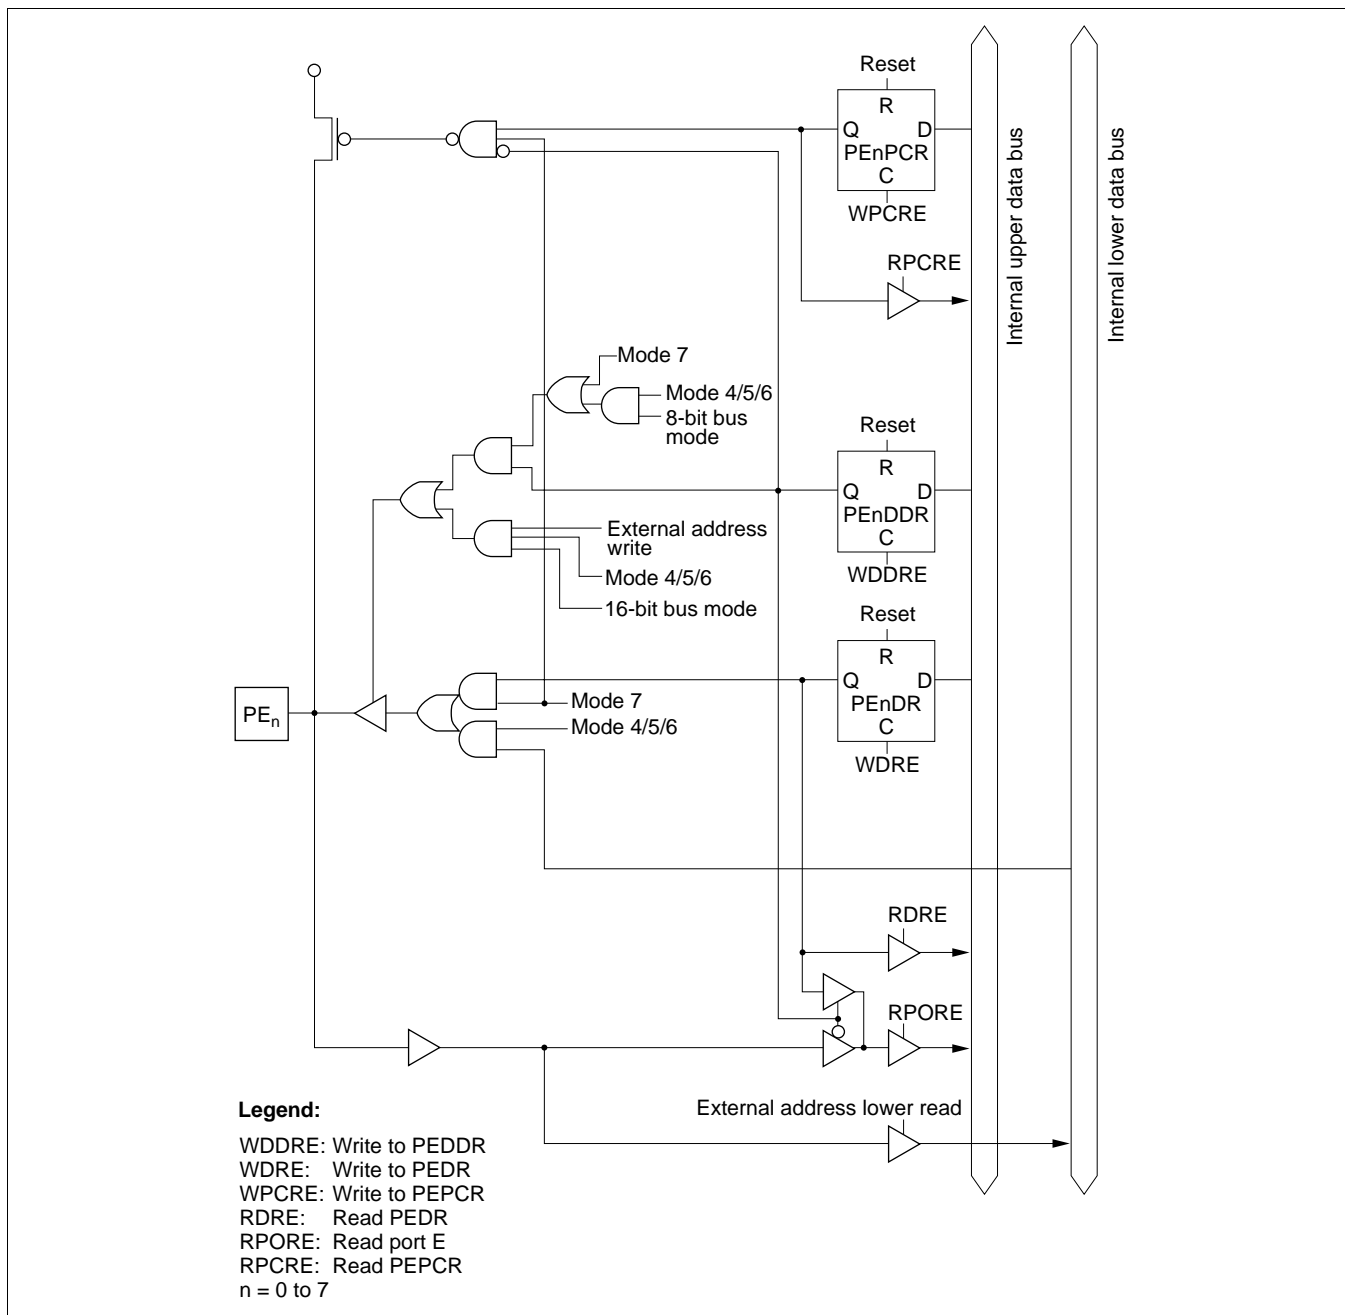 Reset
R
Q D
PEnPCR
C
WPCRE
Internal upper data bus
Internal lower data bus
RPCRE
Mode 7
Mode 4/5/6
8-bit bus
mode
Reset
R
Q D
PEnDDR
C
WDDRE
External address
write
Mode 4/5/6
16-bit bus mode
Reset
R
Q D
PEnDR
C
WDRE
Mode 7
Mode 4/5/6
PEn
RDRE
RPORE
External address lower read
Legend:
WDDRE: Write to PEDDR
WDRE: Write to PEDR
WPCRE: Write to PEPCR
RDRE: Read PEDR
RPORE: Read port E
RPCRE: Read PEPCR
n = 0 to 7